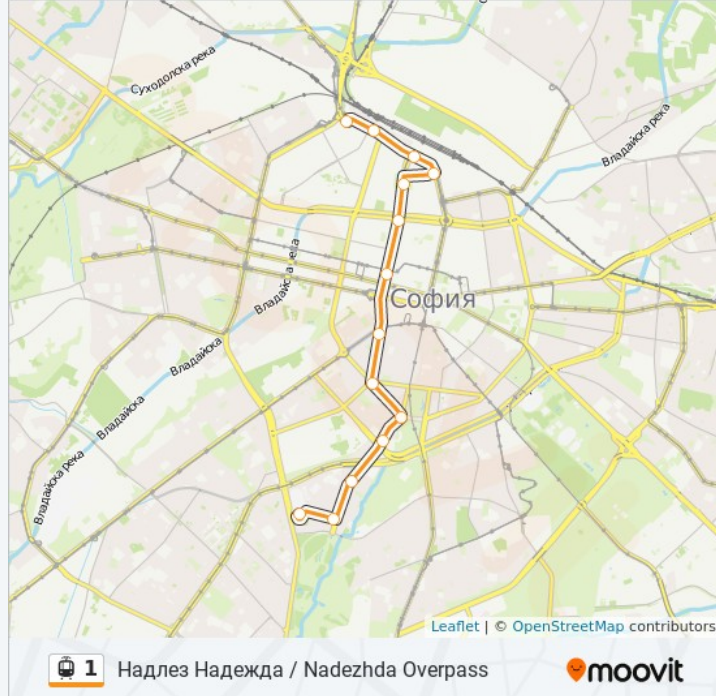 Суходолска река
Владайска река
Владайска река
София
Владайска
Владайска
Владайска река
Leaflet | © OpenStreetMap contributors
1 Надлез Надежда / Nadezhda Overpass
moovit